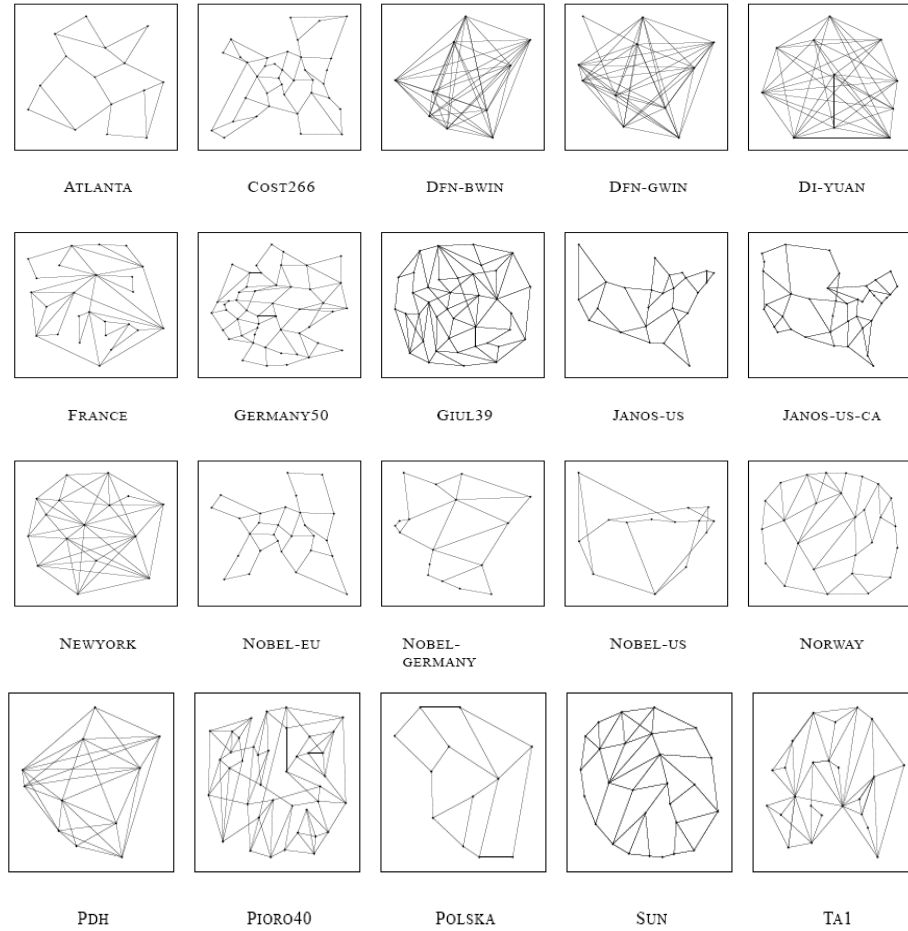 ATLANTA COST266 DFN-BWIN DFN-GWIN DI-YUAN
FRANCE GERMANY50 GIUL39 JANOS-US JANOS-US-CA
NEWYORK NOBEL-EU NOBEL- NOBEL-US NORWAY
GERMANY
PDH PIORO40 POLSKA SUN TA1